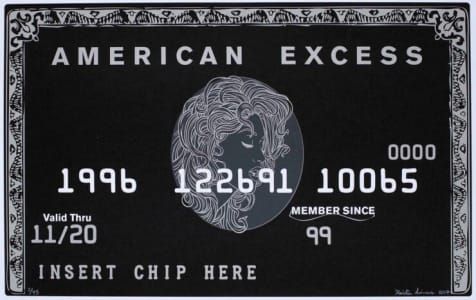 AMERICAN EXCESS
0000
1996 122691 10065
Valid Thru
MEMBER SINCE
11/20
99
INSERT CHIP HERE